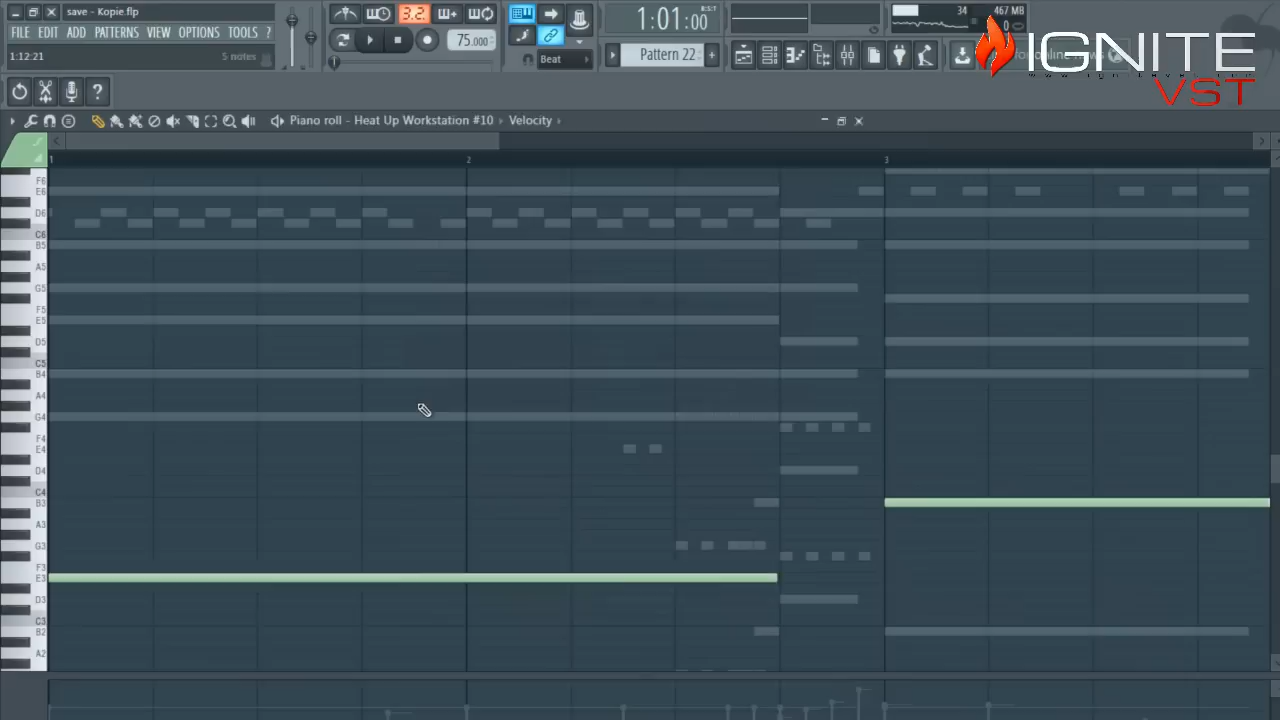 save - Kopie.flp
FILE EDIT ADD PATTERNS VIEW OPTIONS TOOLS ?
1:12:21
5 notes
3.2
75.000
1:01:00
B:S:T
Beat
Pattern 22
34
467 MB
0
IGNITE
VST
?
Piano roll - Heat Up Workstation #10 Velocity
1
2
3
F6
E6
D6
C6
B5
A5
G5
F5
E5
D5
C5
B4
A4
G4
F4
E4
D4
C4
B3
A3
G3
F3
E3
D3
C3
B2
A2